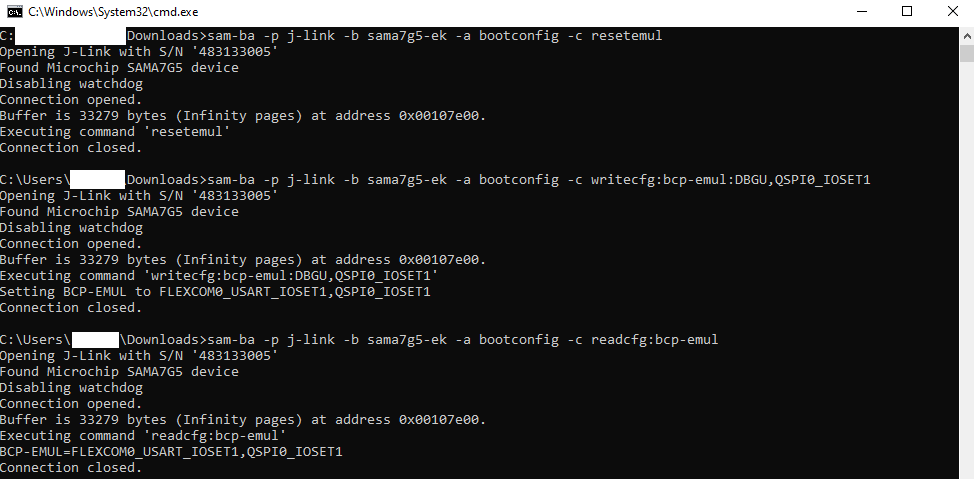 C:\Windows\System32\cmd.exe
C: Downloads>sam-ba -p j-link -b sama7g5-ek -a bootconfig -c resetemul
Opening J-Link with S/N '483133005'
Found Microchip SAMA7G5 device
Disabling watchdog
Connection opened.
Buffer is 33279 bytes (Infinity pages) at address 0x00107e00.
Executing command 'resetemul'
Connection closed.
C:\Users\ Downloads>sam-ba -p j-link -b sama7g5-ek -a bootconfig -c writecfg:bcp-emul:DBGU,QSPI0_IOSET1
Opening J-Link with S/N '483133005'
Found Microchip SAMA7G5 device
Disabling watchdog
Connection opened.
Buffer is 33279 bytes (Infinity pages) at address 0x00107e00.
Executing command 'writecfg:bcp-emul:DBGU,QSPI0_IOSET1'
Setting BCP-EMUL to FLEXCOM0_USART_IOSET1,QSPI0_IOSET1
Connection closed.
C:\Users\ \Downloads>sam-ba -p j-link -b sama7g5-ek -a bootconfig -c readcfg:bcp-emul
Opening J-Link with S/N '483133005'
Found Microchip SAMA7G5 device
Disabling watchdog
Connection opened.
Buffer is 33279 bytes (Infinity pages) at address 0x00107e00.
Executing command 'readcfg:bcp-emul'
BCP-EMUL=FLEXCOM0_USART_IOSET1,QSPI0_IOSET1
Connection closed.